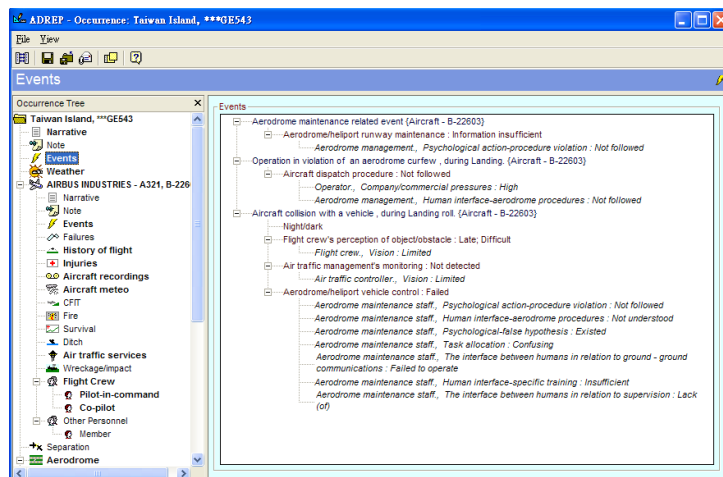 ADREP - Occurrence: Taiwan Island, ***GE543
File View
Events
Occurrence Tree
Taiwan Island, ***GE543
Narrative
Note
Events
Weather
AIRBUS INDUSTRIES - A321, B-226
Narrative
Note
Events
Failures
History of flight
Injuries
Aircraft recordings
Aircraft meteo
CFIT
Fire
Survival
Ditch
Air traffic services
Wreckage/impact
Flight Crew
Pilot-in-command
Co-pilot
Other Personnel
Member
Separation
Aerodrome
Events
Aerodrome maintenance related event {Aircraft - B-22603}
Aerodrome/heliport runway maintenance : Information insufficient
Aerodrome management., Psychological action-procedure violation : Not followed
Operation in violation of an aerodrome curfew , during Landing. {Aircraft - B-22603}
Aircraft dispatch procedure : Not followed
Operator., Company/commercial pressures : High
Aerodrome management., Human interface-aerodrome procedures : Not followed
Aircraft collision with a vehicle , during Landing roll. {Aircraft - B-22603}
Night/dark
Flight crew's perception of object/obstacle : Late; Difficult
Flight crew., Vision : Limited
Air traffic management's monitoring : Not detected
Air traffic controller., Vision : Limited
Aerodrome/heliport vehicle control : Failed
Aerodrome maintenance staff., Psychological action-procedure violation : Not followed
Aerodrome maintenance staff., Human interface-aerodrome procedures : Not understood
Aerodrome maintenance staff., Psychological-false hypothesis : Existed
Aerodrome maintenance staff., Task allocation : Confusing
Aerodrome maintenance staff., The interface between humans in relation to ground - ground
communications : Failed to operate
Aerodrome maintenance staff., Human interface-specific training : Insufficient
Aerodrome maintenance staff., The interface between humans in relation to supervision : Lack
(of)